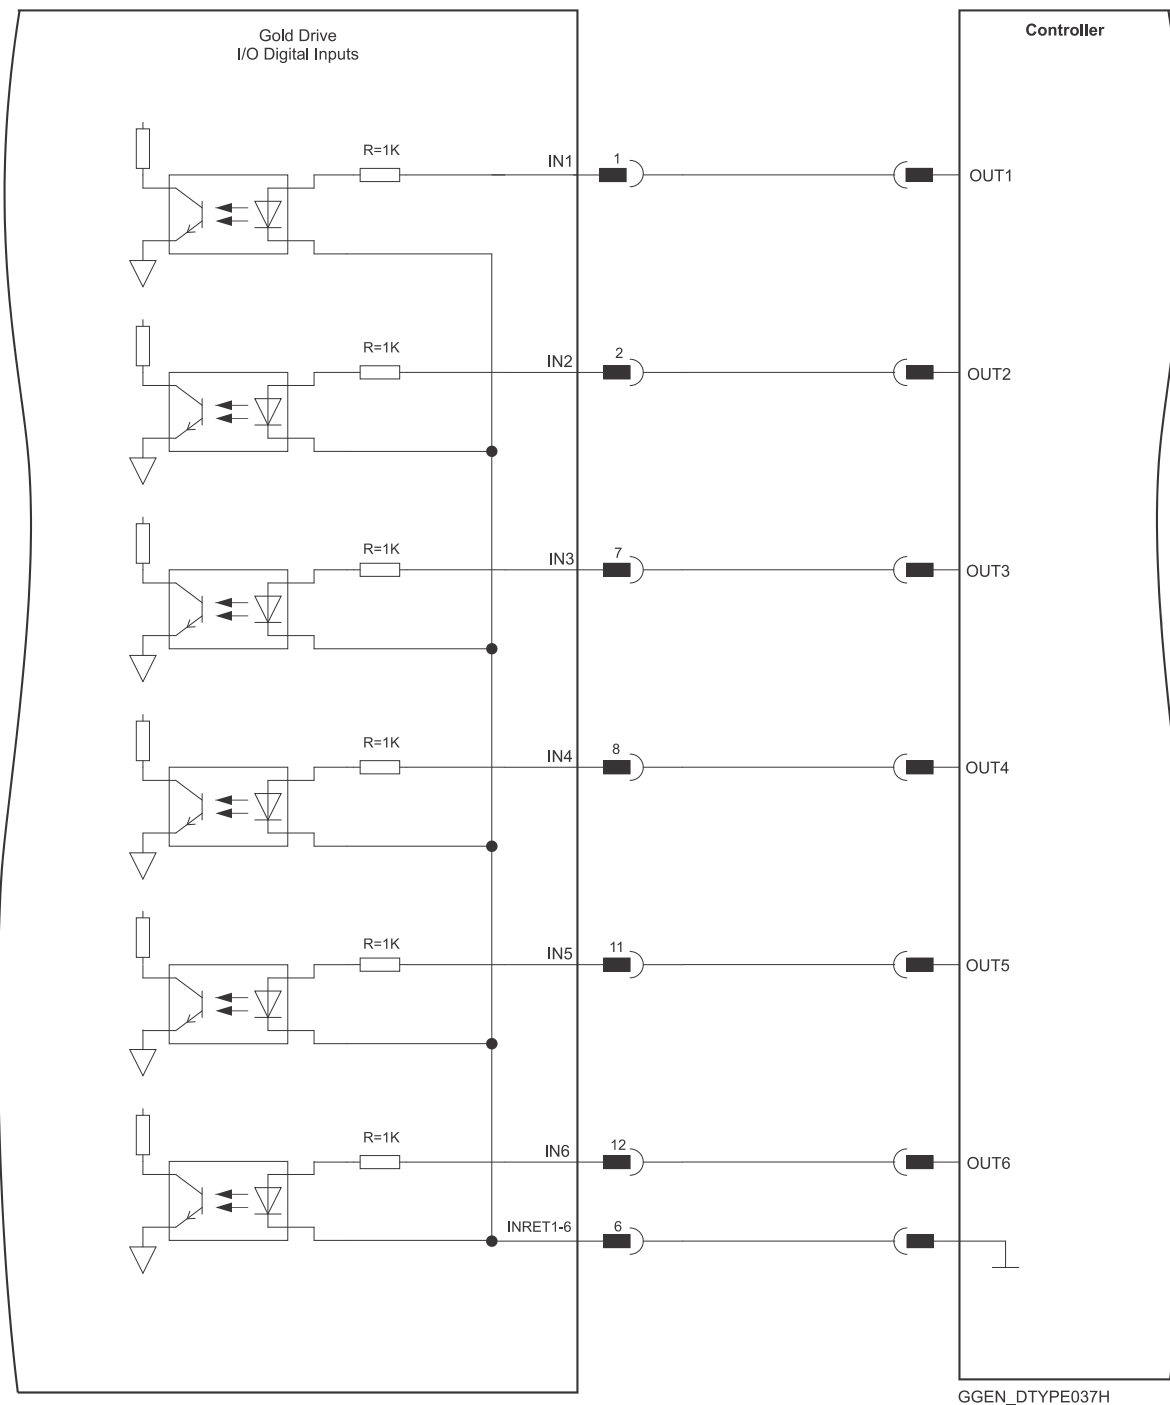 Gold Drive
I/O Digital Inputs
Controller
R=1K
IN1
1
OUT1
R=1K
IN2
2
OUT2
R=1K
IN3
7
OUT3
R=1K
IN4
8
OUT4
R=1K
IN5
11
OUT5
R=1K
IN6
12
OUT6
INRET1-6
6
GGEN_DTYPE037H